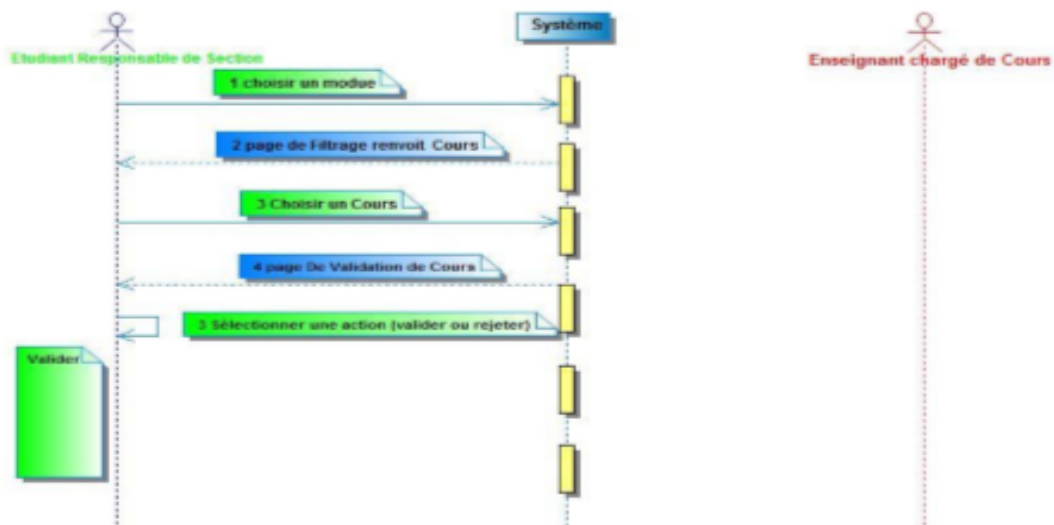 Système
Etudiant Responsable de Section
Enseignant chargé de Cours
1 choisir un modue
2 page de Filtrage renvoit Cours
3 Choisir un Cours
4 page De Validation de Cours
3 Sélectionner une action (valider ou rejeter)
Valider